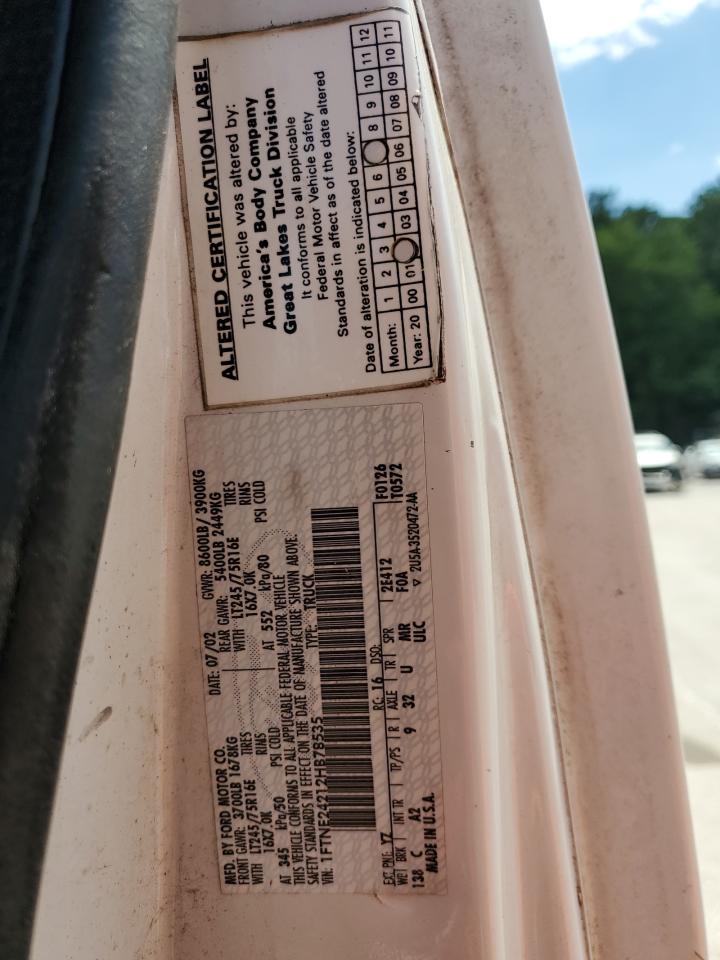 ALTERED CERTIFICATION LABEL
This vehicle was altered by:
America's Body Company
Great Lakes Truck Division
It conforms to all applicable
Federal Motor Vehicle Safety
Standards in affect as of the date altered
Date of alteration is indicated below:
Month: 1 2 3 4 5 6 8 9 10 11 12
Year: 20 00 01 03 04 05 06 07 08 09 10 11
MFD. BY FORD MOTOR CO.
DATE: 07/02 GVWR: 8600LB/ 3900KG
FRONT GAWR: 3700LB 1678KG REAR GAWR: 5400LB 2449KG
WITH LT245/75R16E TIRES WITH LT245/75R16E TIRES
16X7.0K RIMS 16X7.0K RIMS
AT 345 kPa/50 PSI COLD AT 552 kPa/80 PSI COLD
THIS VEHICLE CONFORMS TO ALL APPLICABLE FEDERAL MOTOR VEHICLE
SAFETY STANDARDS IN EFFECT ON THE DATE OF MANUFACTURE SHOWN ABOVE.
VIN: 1FTNE24212HB78535 TYPE: TRUCK
EXT PNT: YZ RC: 16 DSO: F0126
WB BRK INT TR TP/PS R AXLE TR SPR 2E412 T0572
138 C A2 9 32 U MR F0A
MADE IN U.S.A. ULC ▽ 2U5A-3520472-AA